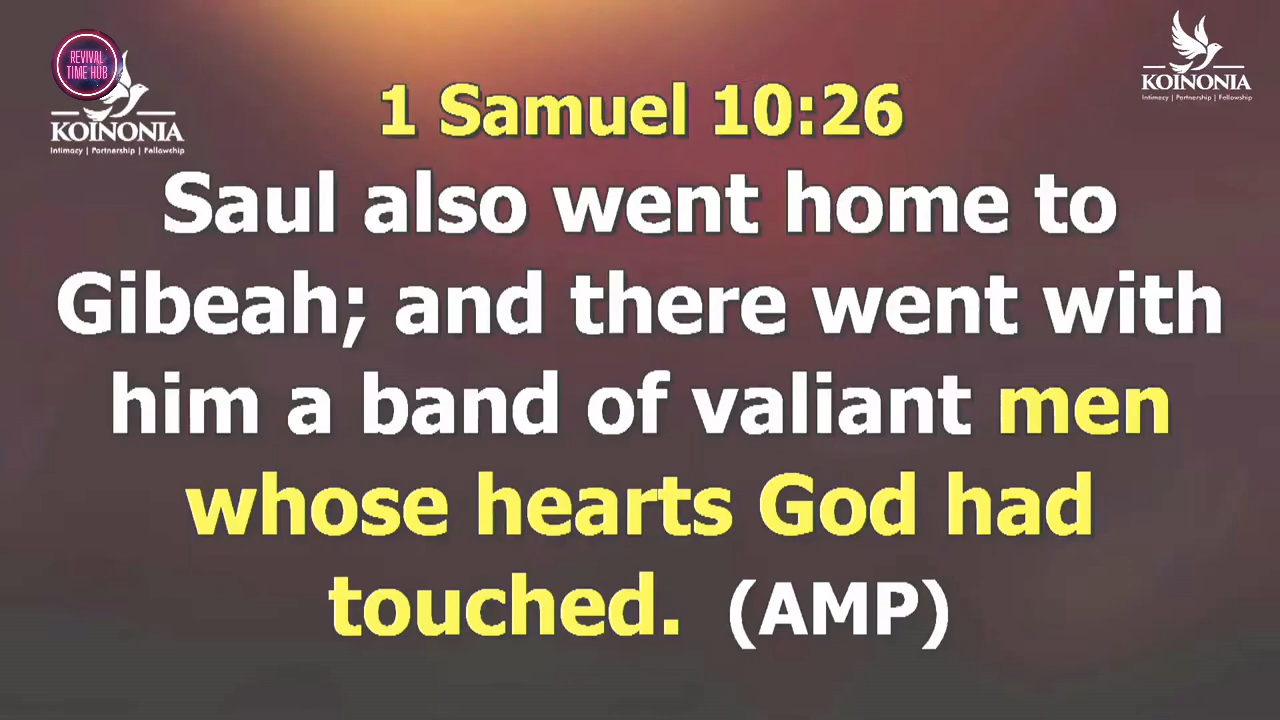 REVIVAL
TIME HUB
KOINONIA
Intimacy | Partnership | Fellowship
KOINONIA
Intimacy | Partnership | Fellowship
1 Samuel 10:26
Saul also went home to
Gibeah; and there went with
him a band of valiant men
whose hearts God had
touched. (AMP)